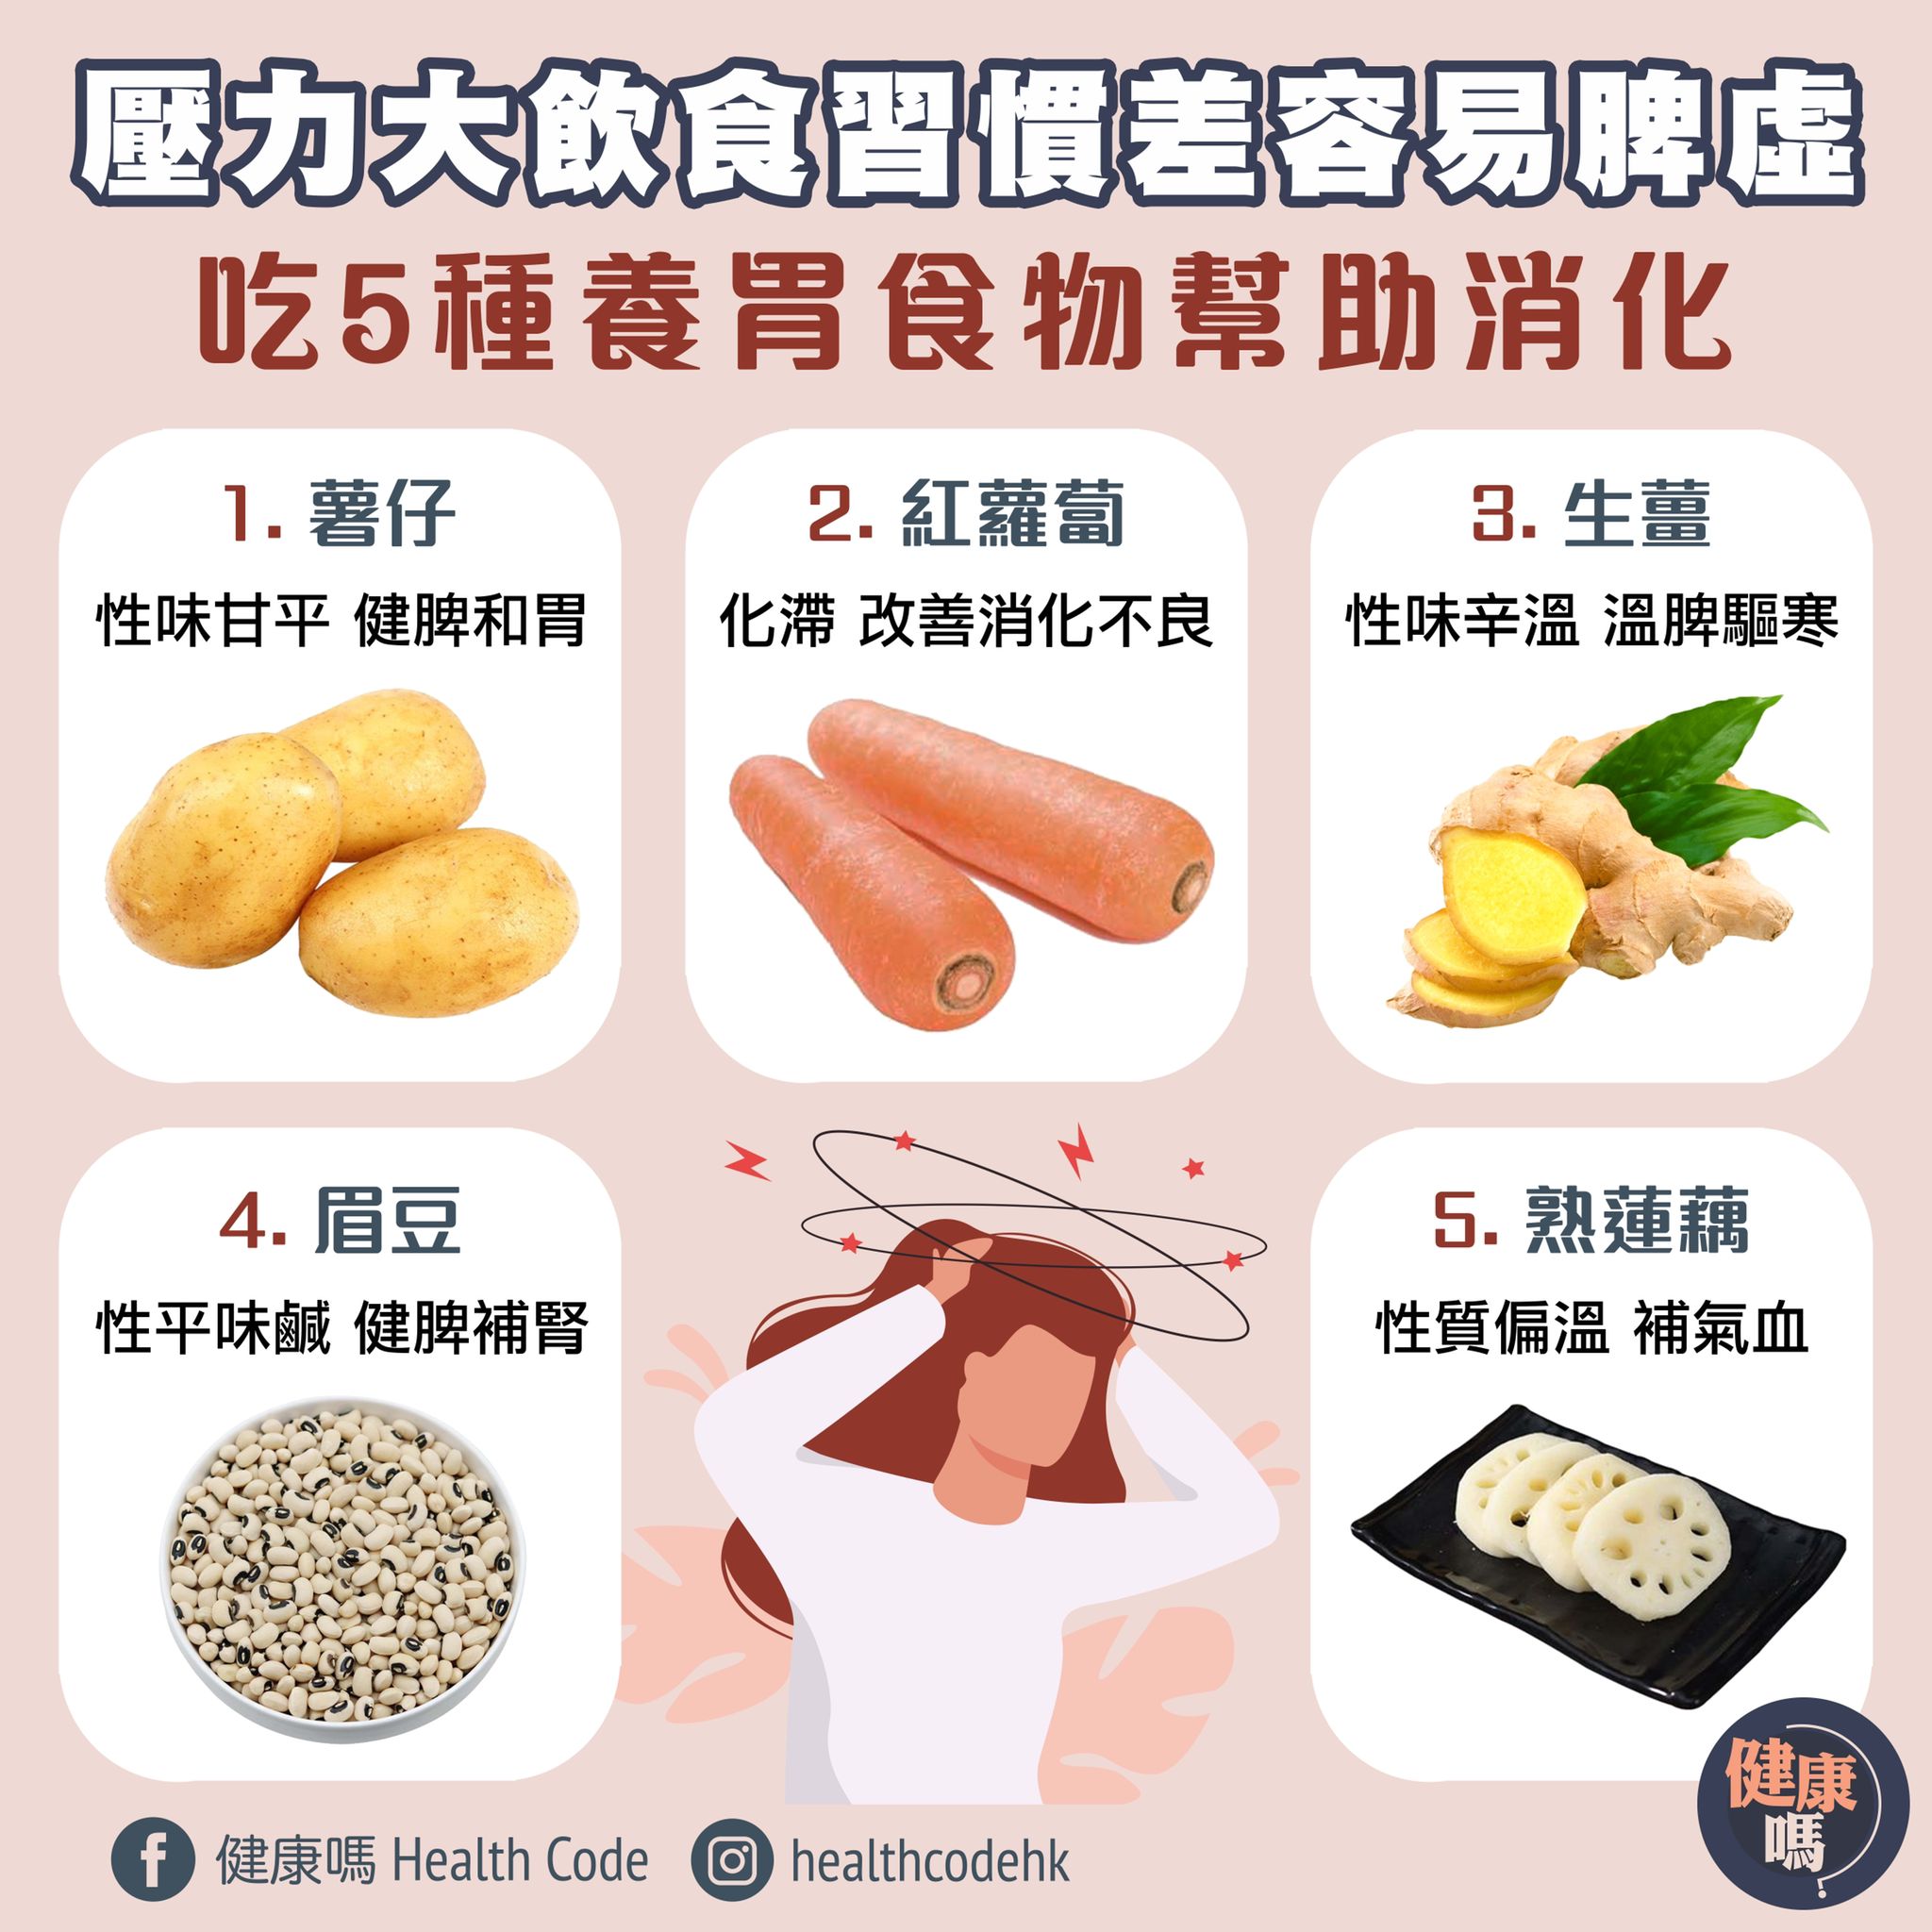 壓力大飲食習慣差容易脾虛
吃5種養胃食物幫助消化
1. 薯仔
性味甘平 健脾和胃
2. 紅蘿蔔
化滯 改善消化不良
3. 生薑
性味辛溫 溫脾驅寒
4. 眉豆
性平味鹹 健脾補腎
5. 熟蓮藕
性質偏溫 補氣血
健康嗎 Health Code
healthcodehk
健康
嗎?